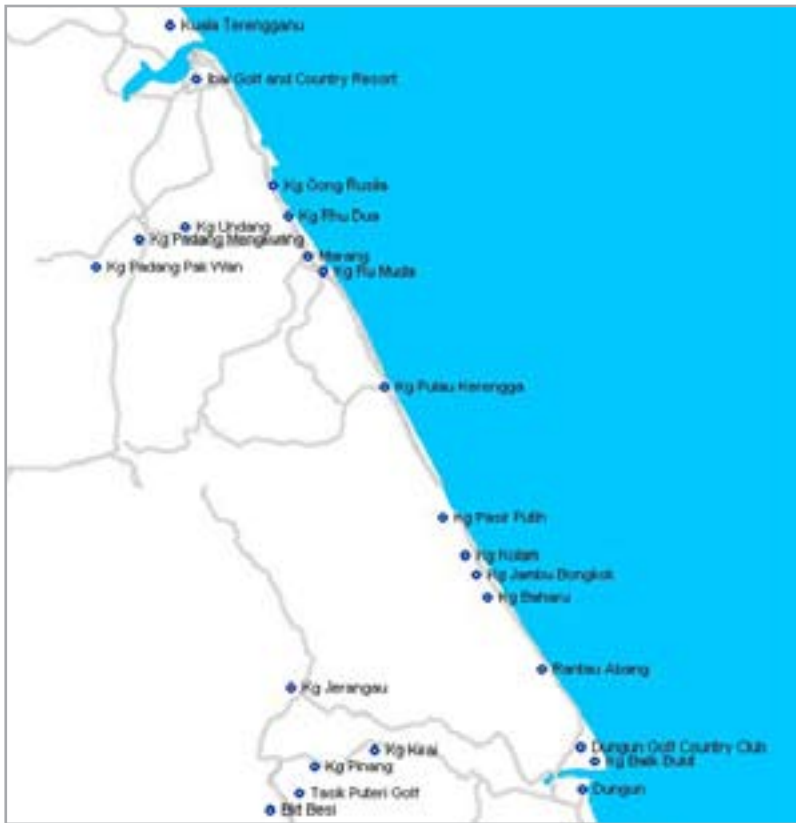 Kuala Terengganu
Ibai Golf and Country Resort
Kg Gong Rusila
Kg Rhu Dua
Kg Undang
Kg Padang Mengkuang
Marang
Kg Padang Pak Wan
Kg Ru Muda
Kg Pulau Kerengga
Kg Pasir Putih
Kg Kolam
Kg Jambu Bongkok
Kg Baharu
Rantau Abang
Kg Jerangau
Dungun Golf Country Club
Kg Kirai
Kg Baik Bukit
Kg Pinang
Tasik Puteri Golf
Dungun
Bkt Besi